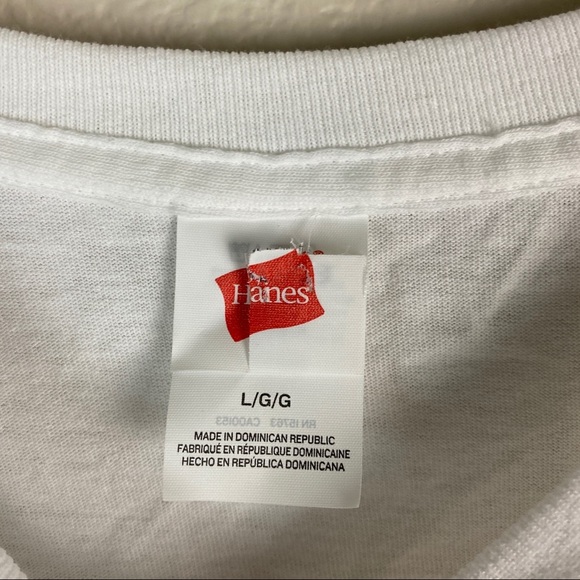 Hanes
L/G/G
RN 15763 CA00153
MADE IN DOMINICAN REPUBLIC
FABRIQUÉ EN RÉPUBLIQUE DOMINICAINE
HECHO EN REPÚBLICA DOMINICANA